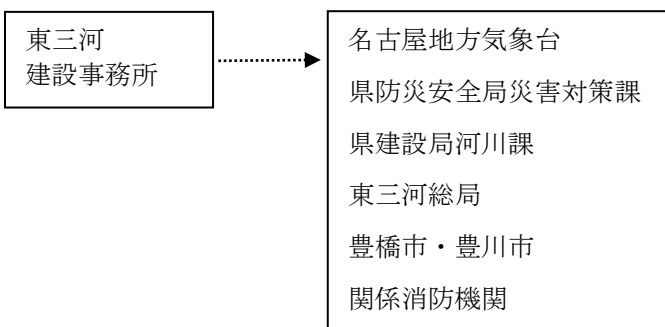 東三河
建設事務所
名古屋地方気象台
県防災安全局災害対策課
県建設局河川課
東三河総局
豊橋市・豊川市
関係消防機関